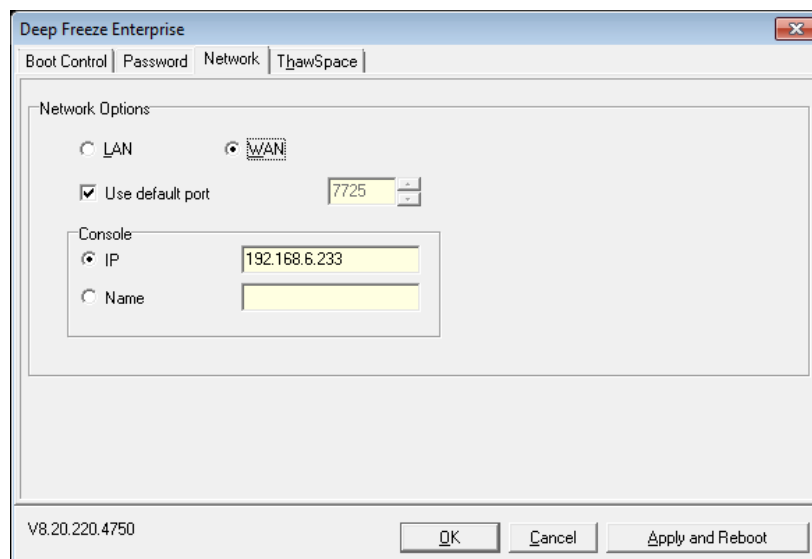 Deep Freeze Enterprise
Boot Control Password Network ThawSpace
Network Options
LAN WAN
Use default port 7725
Console
IP 192.168.6.233
Name
V8.20.220.4750 OK Cancel Apply and Reboot